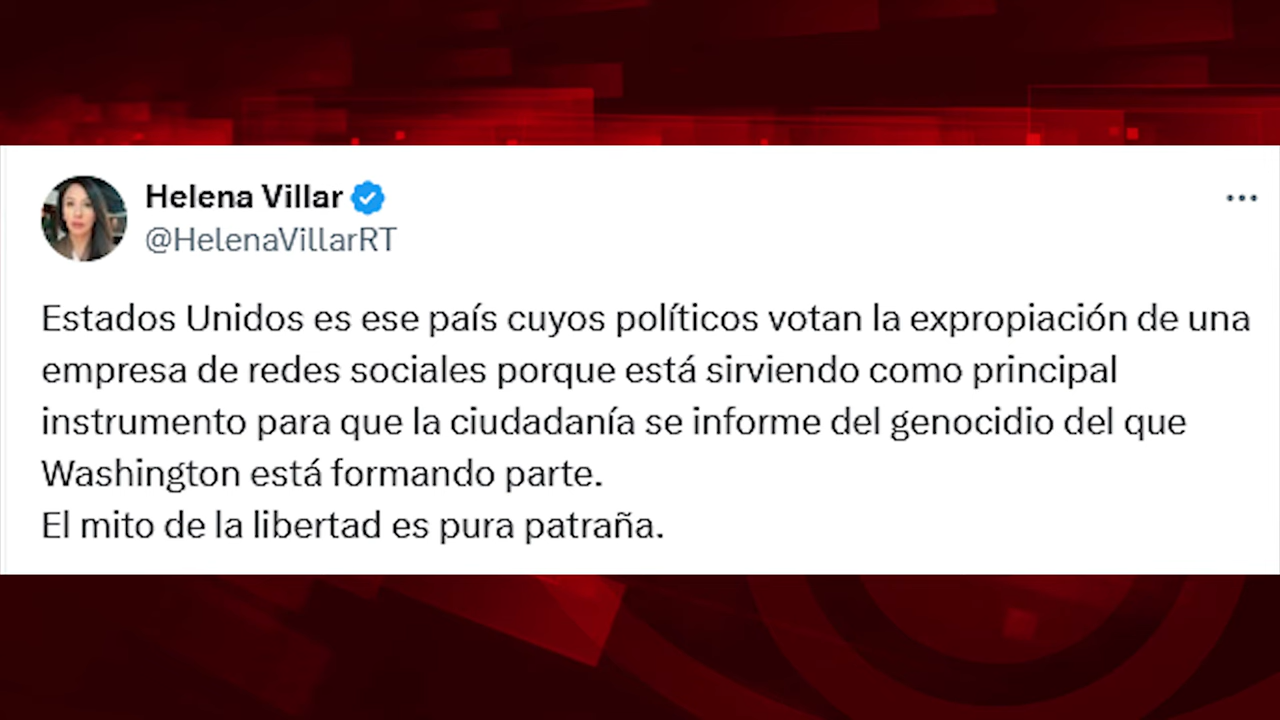 Helena Villar
@HelenaVillarRT
Estados Unidos es ese país cuyos políticos votan la expropiación de una
empresa de redes sociales porque está sirviendo como principal
instrumento para que la ciudadanía se informe del genocidio del que
Washington está formando parte.
El mito de la libertad es pura patraña.